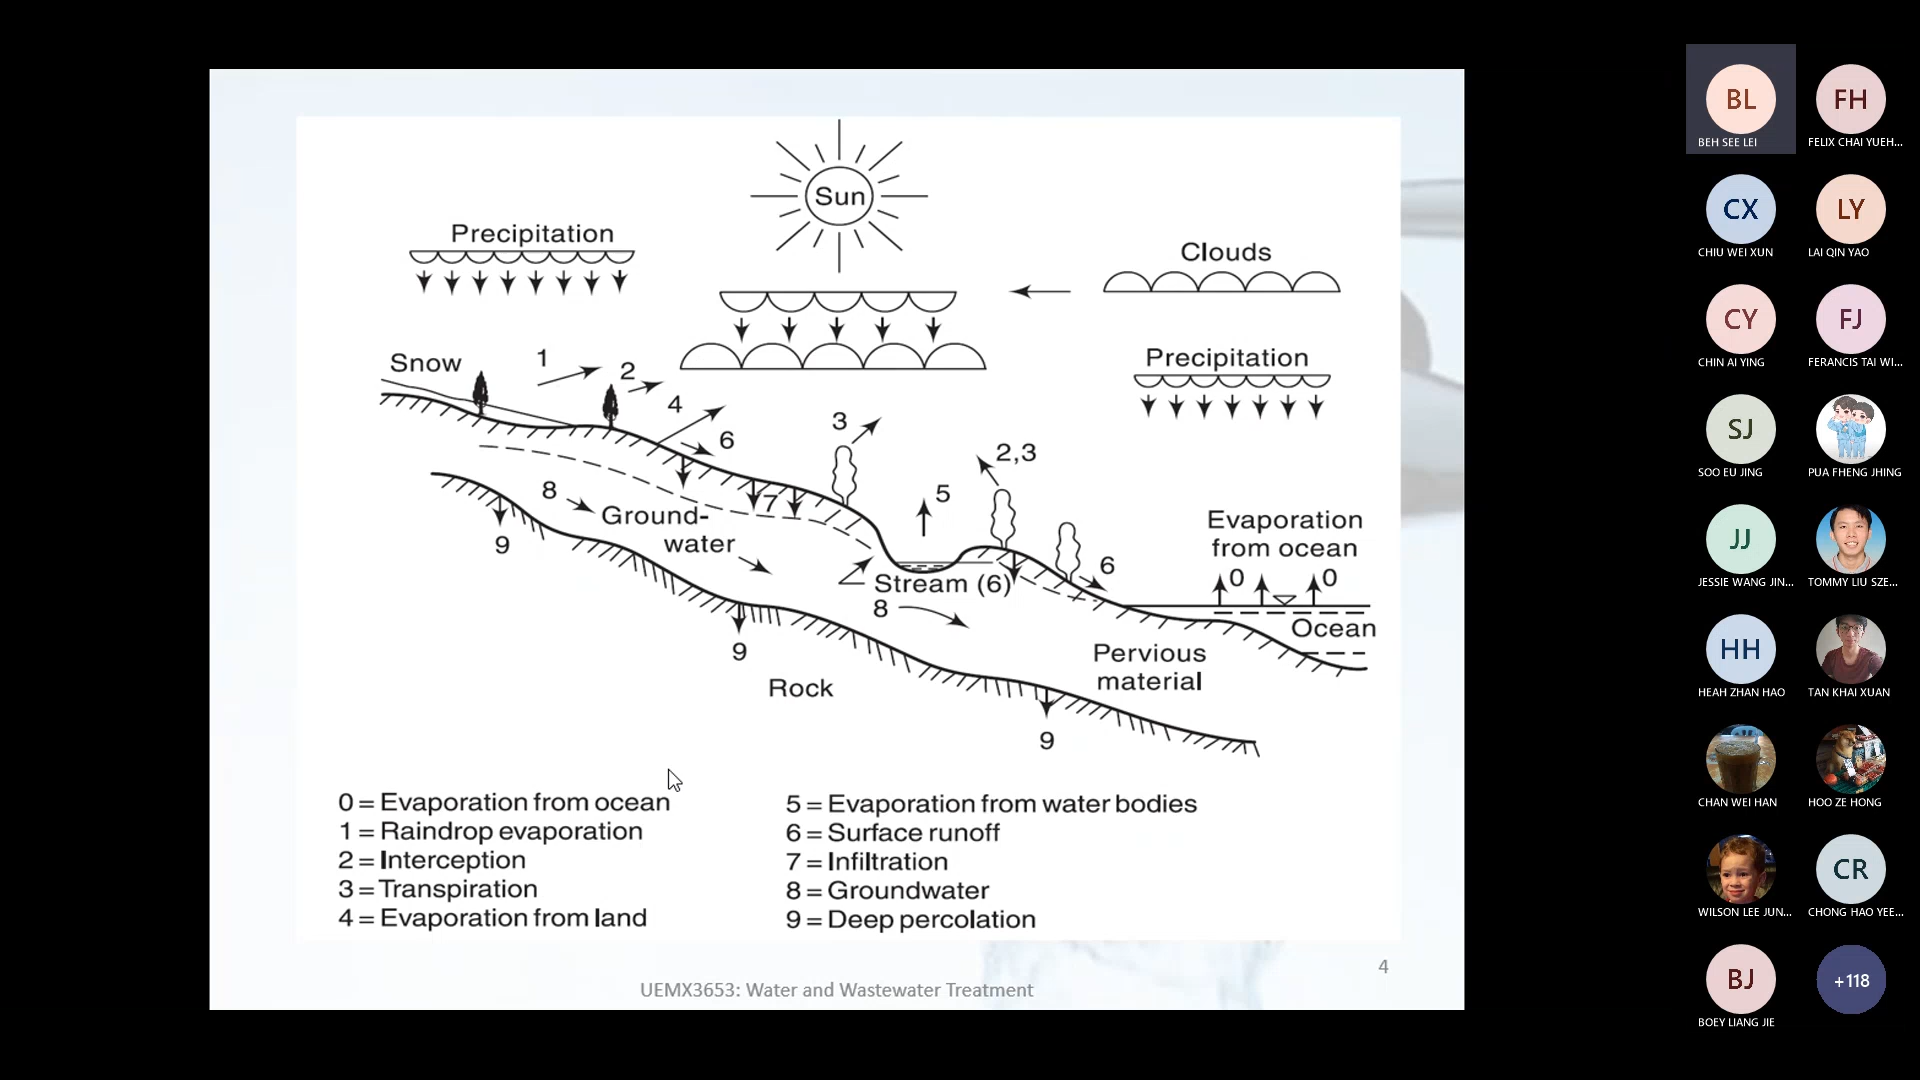 Sun
Precipitation
Clouds
Precipitation
Snow
1
2
4
6
3
2,3
5
7
8
Ground-
water
9
6
Evaporation
from ocean
0
0
Stream (6)
8
Ocean
9
Pervious
material
Rock
9
0 = Evaporation from ocean
1 = Raindrop evaporation
2 = Interception
3 = Transpiration
4 = Evaporation from land
5 = Evaporation from water bodies
6 = Surface runoff
7 = Infiltration
8 = Groundwater
9 = Deep percolation
4
UEMX3653: Water and Wastewater Treatment
BL
BEH SEE LEI
FH
FELIX CHAI YUEH...
CX
CHIU WEI XUN
LY
LAI QIN YAO
CY
CHIN AI YING
FJ
FERANCIS TAI WI...
SJ
SOO EU JING
PUA FHENG JHING
JJ
JESSIE WANG JIN...
TOMMY LIU SZE...
HH
HEAH ZHAN HAO
TAN KHAI XUAN
CHAN WEI HAN
HOO ZE HONG
WILSON LEE JUN...
CR
CHONG HAO YEE...
BJ
BOEY LIANG JIE
+118